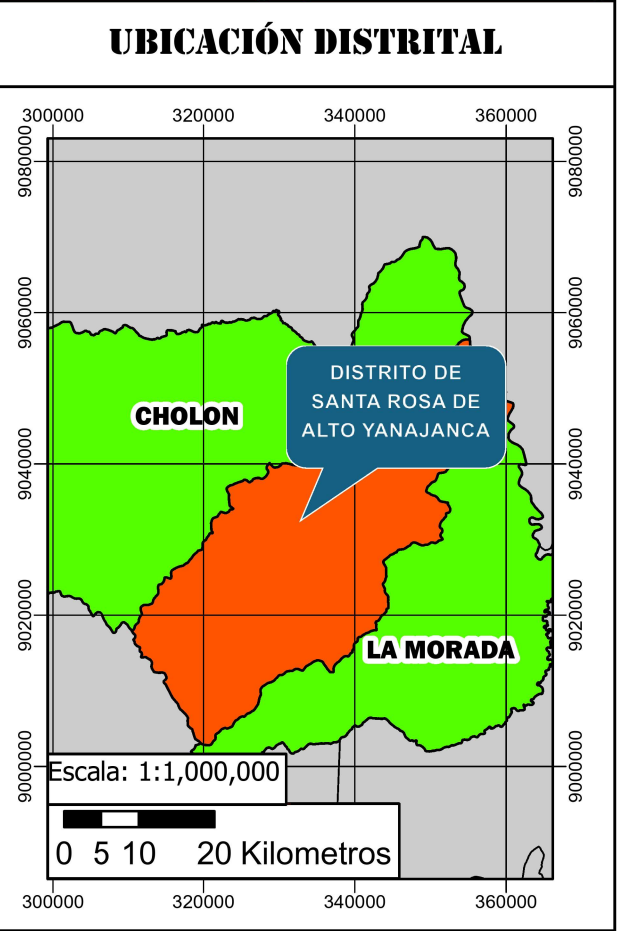 UBICACIÓN DISTRITAL
300000 320000 340000 360000
9080000 9080000
9060000 9060000
DISTRITO DE
SANTA ROSA DE
ALTO YANAJANCA
CHOLON
9040000 9040000
9020000 9020000
LA MORADA
9000000 9000000
Escala: 1:1,000,000
0 5 10 20 Kilometros
300000 320000 340000 360000